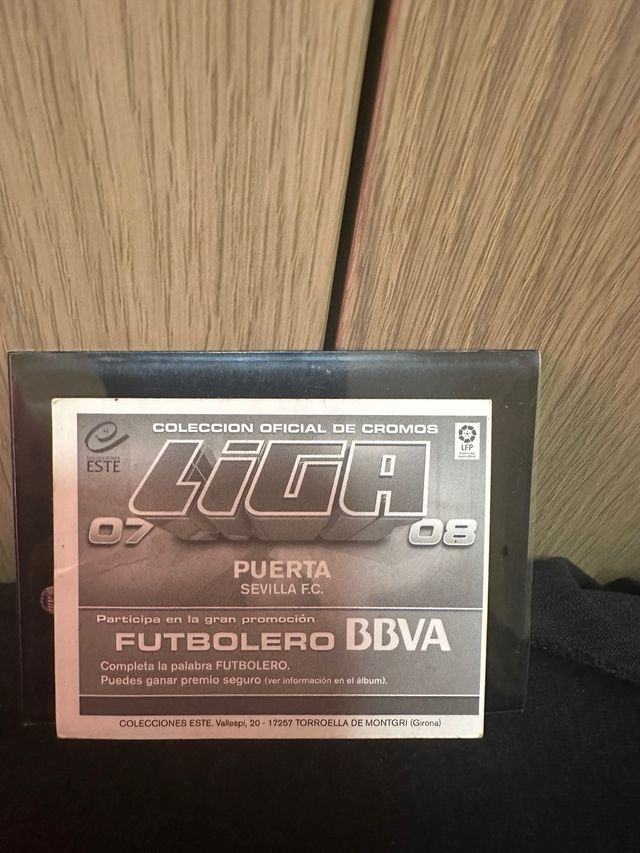 COLECCION OFICIAL DE CROMOS
COLECCIONES
ESTE
LFP
LiGA
07 08
PUERTA
SEVILLA F.C.
Participa en la gran promoción
FUTBOLERO BBVA
Completa la palabra FUTBOLERO.
Puedes ganar premio seguro (ver información en el álbum).
COLECCIONES ESTE. Vallespi, 20 - 17257 TORROELLA DE MONTGRI (Girona)